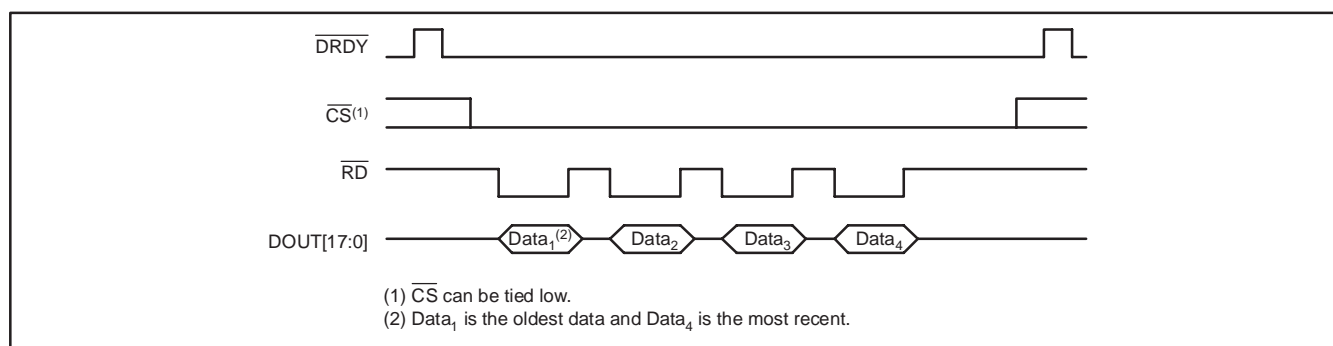 DRDY
CS(1)
RD
DOUT[17:0] Data1(2) Data2 Data3 Data4
(1) CS can be tied low.
(2) Data1 is the oldest data and Data4 is the most recent.